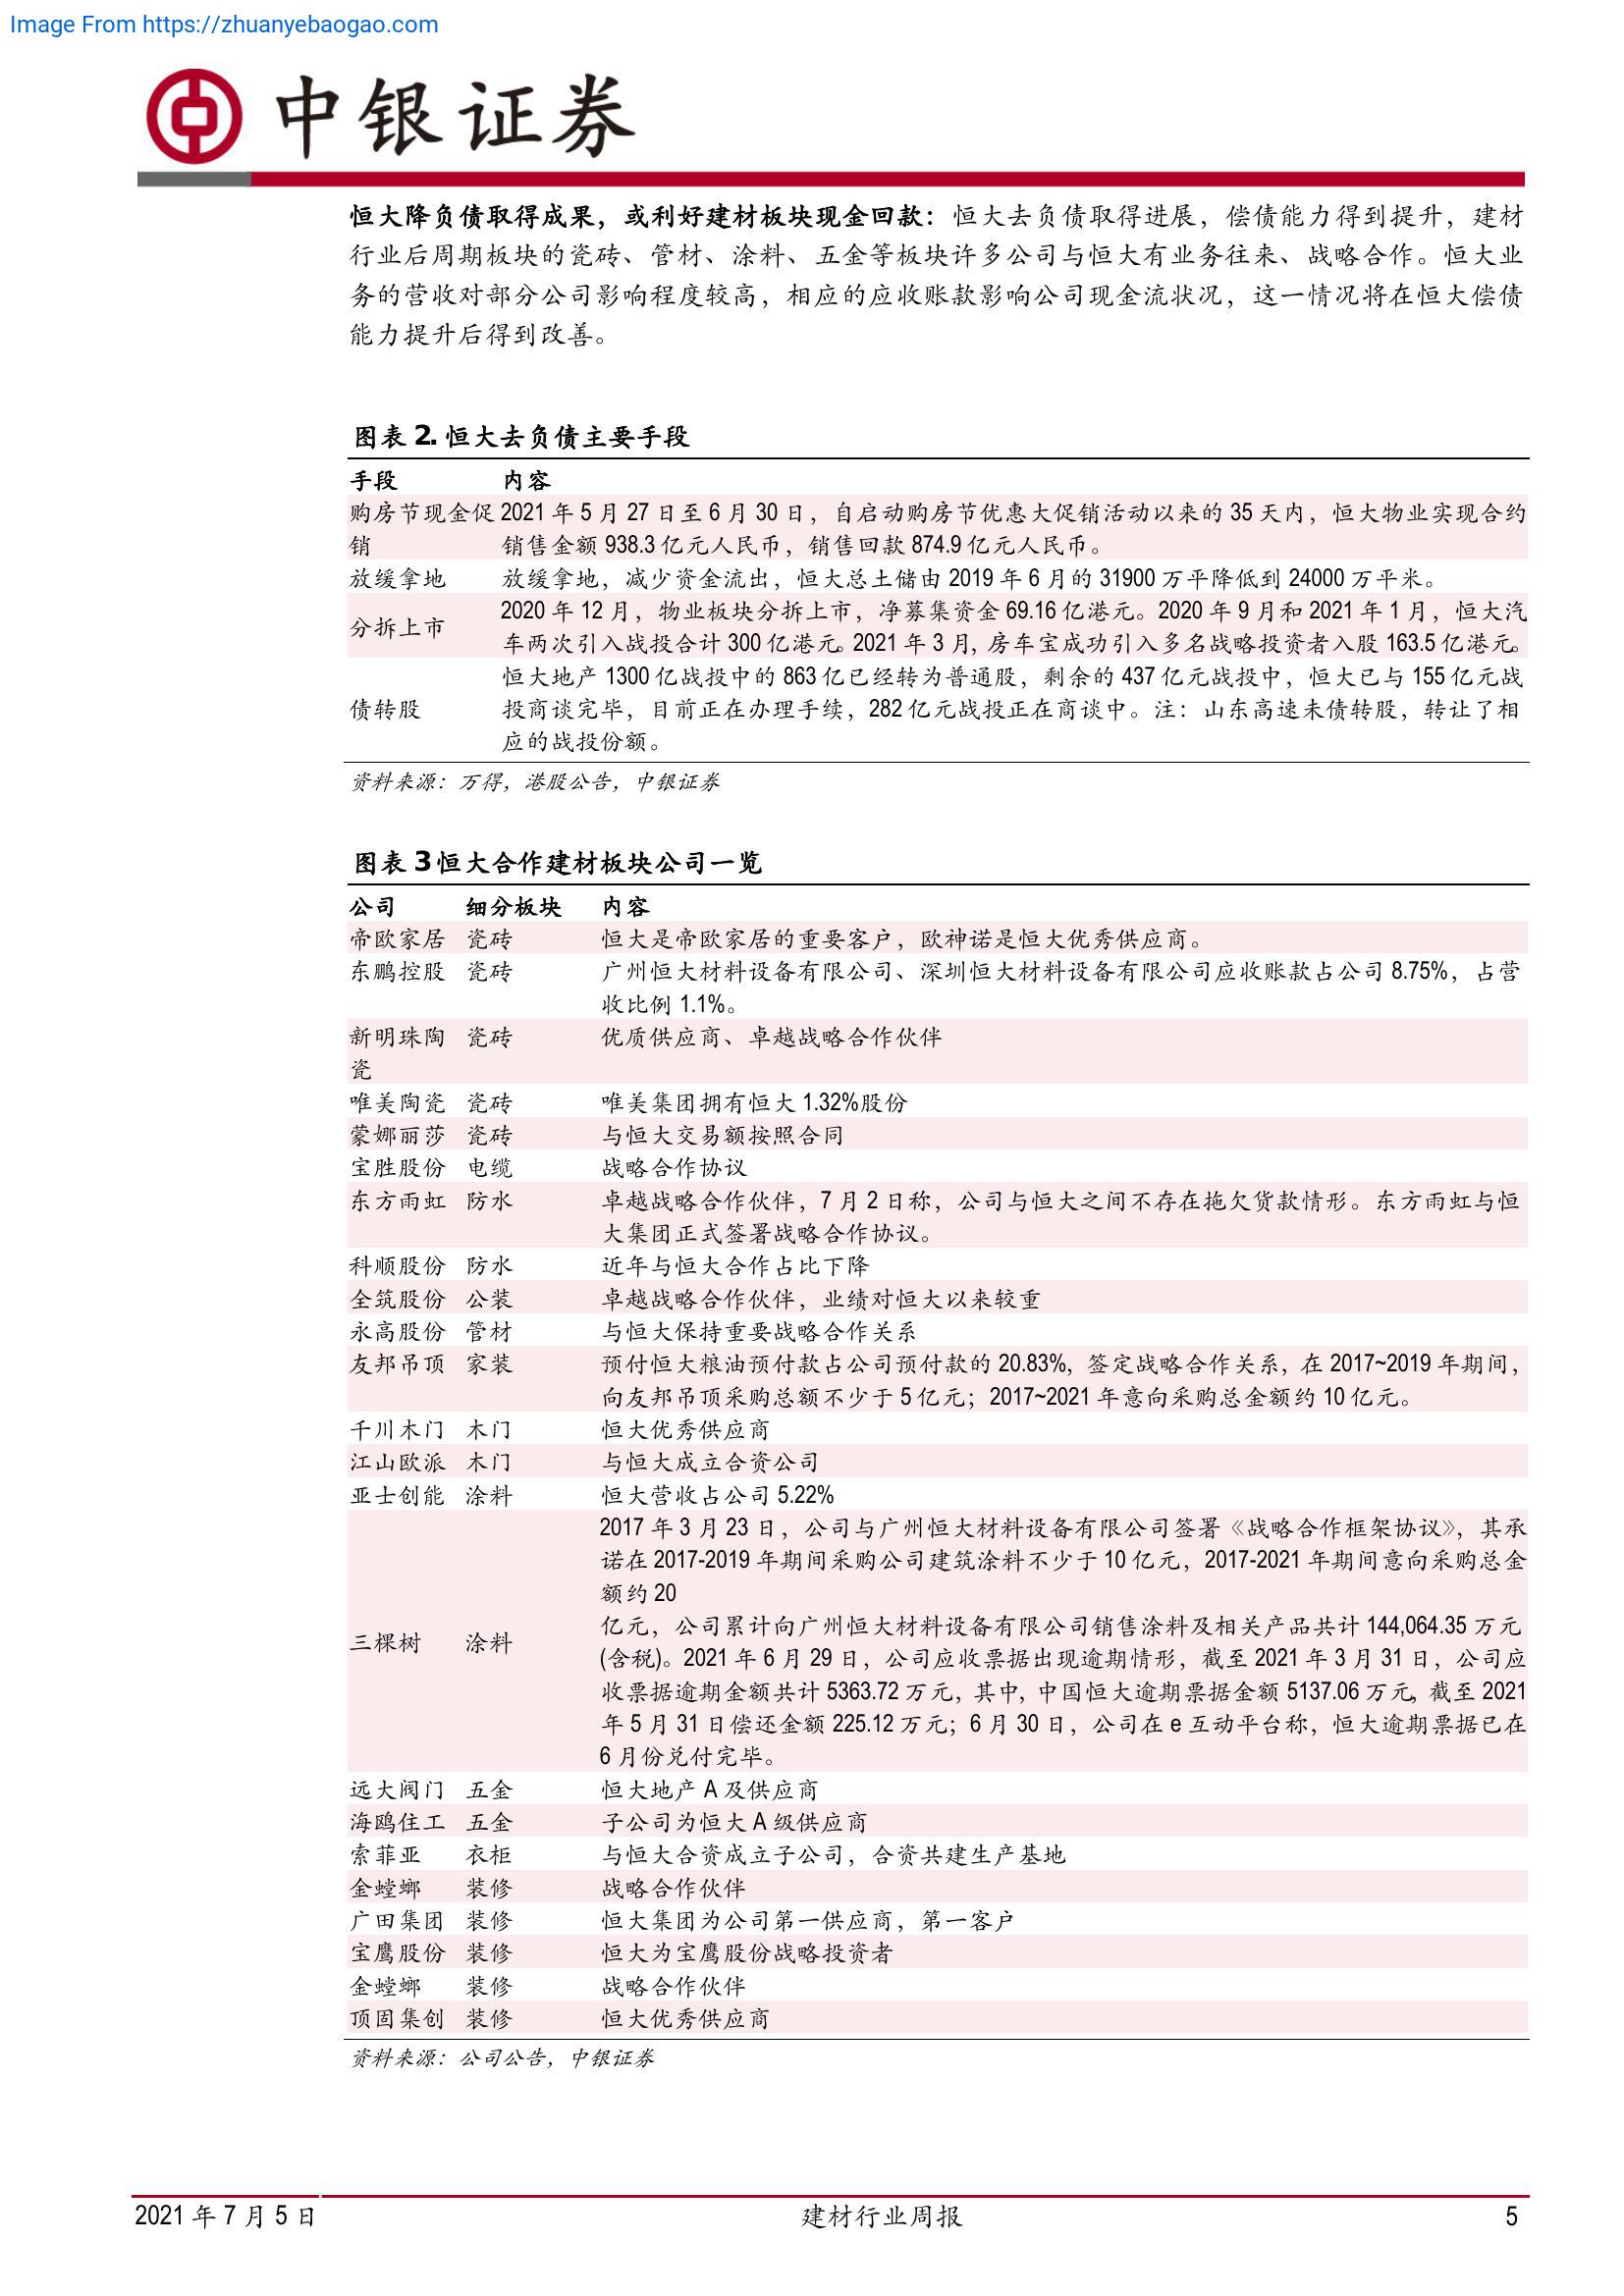 Image From https://zhuanyebaogao.com
中银证券
恒大降负债取得成果，或利好建材板块现金回款：恒大去负债取得进展，偿债能力得到提升，建材
行业后周期板块的瓷砖、管材、涂料、五金等板块许多公司与恒大有业务往来、战略合作。恒大业
务的营收对部分公司影响程度较高，相应的应收账款影响公司现金流状况，这一情况将在恒大偿债
能力提升后得到改善。
图表 2. 恒大去负债主要手段
手段 内容
购房节现金促 2021 年 5 月 27 日至 6 月 30 日，自启动购房节优惠大促销活动以来的 35 天内，恒大物业实现合约
销 销售金额 938.3 亿元人民币，销售回款 874.9 亿元人民币。
放缓拿地 放缓拿地，减少资金流出，恒大总土储由 2019 年 6 月的 31900 万平降低到 24000 万平米。
2020 年 12 月，物业板块分拆上市，净募集资金 69.16 亿港元。2020 年 9 月和 2021 年 1 月，恒大汽
分拆上市
车两次引入战投合计 300 亿港元。2021 年 3 月，房车宝成功引入多名战略投资者入股 163.5 亿港元。
恒大地产 1300 亿战投中的 863 亿已经转为普通股，剩余的 437 亿元战投中，恒大已与 155 亿元战
债转股 投商谈完毕，目前正在办理手续，282 亿元战投正在商谈中。注：山东高速未债转股，转让了相
应的战投份额。
资料来源：万得，港股公告，中银证券
图表 3 恒大合作建材板块公司一览
公司 细分板块 内容
帝欧家居 瓷砖 恒大是帝欧家居的重要客户，欧神诺是恒大优秀供应商。
东鹏控股 瓷砖 广州恒大材料设备有限公司、深圳恒大材料设备有限公司应收账款占公司 8.75%，占营
收比例 1.1%。
新明珠陶 瓷砖 优质供应商、卓越战略合作伙伴
瓷
唯美陶瓷 瓷砖 唯美集团拥有恒大 1.32%股份
蒙娜丽莎 瓷砖 与恒大交易额按照合同
宝胜股份 电缆 战略合作协议
东方雨虹 防水 卓越战略合作伙伴，7 月 2 日称，公司与恒大之间不存在拖欠货款情形。东方雨虹与恒
大集团正式签署战略合作协议。
科顺股份 防水 近年与恒大合作占比下降
全筑股份 公装 卓越战略合作伙伴，业绩对恒大以来较重
永高股份 管材 与恒大保持重要战略合作关系
友邦吊顶 家装 预付恒大粮油预付款占公司预付款的 20.83%，签定战略合作关系，在 2017~2019 年期间，
向友邦吊顶采购总额不少于 5 亿元；2017~2021 年意向采购总金额约 10 亿元。
千川木门 木门 恒大优秀供应商
江山欧派 木门 与恒大成立合资公司
亚士创能 涂料 恒大营收占公司 5.22%
2017 年 3 月 23 日，公司与广州恒大材料设备有限公司签署《战略合作框架协议》，其承
诺在 2017-2019 年期间采购公司建筑涂料不少于 10 亿元，2017-2021 年期间意向采购总金
额约 20
亿元，公司累计向广州恒大材料设备有限公司销售涂料及相关产品共计 144,064.35 万元
三棵树 涂料
(含税)。2021 年 6 月 29 日，公司应收票据出现逾期情形，截至 2021 年 3 月 31 日，公司应
收票据逾期金额共计 5363.72 万元，其中，中国恒大逾期票据金额 5137.06 万元，截至 2021
年 5 月 31 日偿还金额 225.12 万元；6 月 30 日，公司在 e 互动平台称，恒大逾期票据已在
6 月份兑付完毕。
远大阀门 五金 恒大地产 A 及供应商
海鸥住工 五金 子公司为恒大 A 级供应商
索菲亚 衣柜 与恒大合资成立子公司，合资共建生产基地
金螳螂 装修 战略合作伙伴
广田集团 装修 恒大集团为公司第一供应商，第一客户
宝鹰股份 装修 恒大为宝鹰股份战略投资者
金螳螂 装修 战略合作伙伴
顶固集创 装修 恒大优秀供应商
资料来源：公司公告，中银证券
2021 年 7 月 5 日 建材行业周报 5